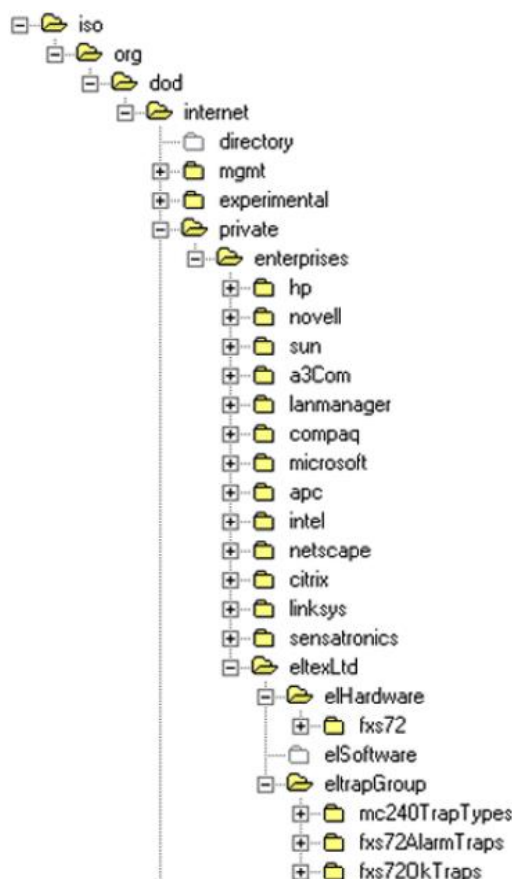 iso
org
dod
internet
directory
mgmt
experimental
private
enterprises
hp
novell
sun
a3Com
lanmanager
compaq
microsoft
apc
intel
netscape
citrix
linksys
sensatronics
eltexLtd
elHardware
fxs72
elSoftware
eltrapGroup
mc240TrapTypes
fxs72AlarmTraps
fxs72OkTraps